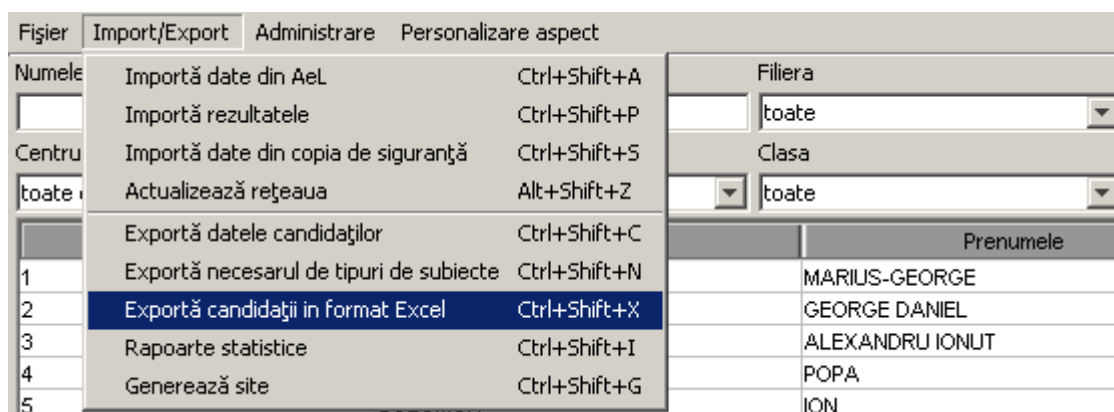 Fişier Import/Export Administrare Personalizare aspect
Numele Filiera
Importă date din AeL Ctrl+Shift+A
Importă rezultatele Ctrl+Shift+P toate
Centru Importă date din copia de siguranţă Ctrl+Shift+S Clasa
toate Actualizează reţeaua Alt+Shift+Z toate
Exportă datele candidaţilor Ctrl+Shift+C Prenumele
1 Exportă necesarul de tipuri de subiecte Ctrl+Shift+N MARIUS-GEORGE
2 Exportă candidaţii in format Excel Ctrl+Shift+X GEORGE DANIEL
3 Rapoarte statistice Ctrl+Shift+I ALEXANDRU IONUT
4 Generează site Ctrl+Shift+G POPA
5 ION